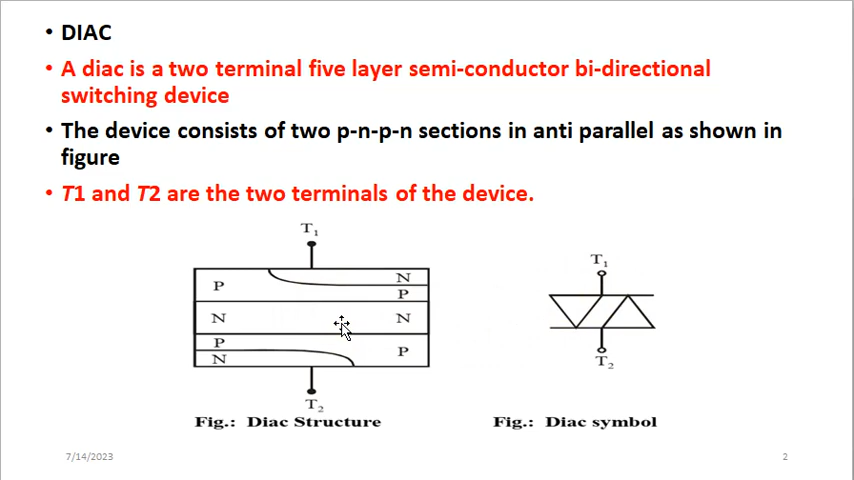 • DIAC
• A diac is a two terminal five layer semi-conductor bi-directional
switching device
• The device consists of two p-n-p-n sections in anti parallel as shown in
figure
• T1 and T2 are the two terminals of the device.
T1
P
N
P
N
N
P
N
P
T2
Fig.: Diac Structure
T1
T2
Fig.: Diac symbol
7/14/2023
2